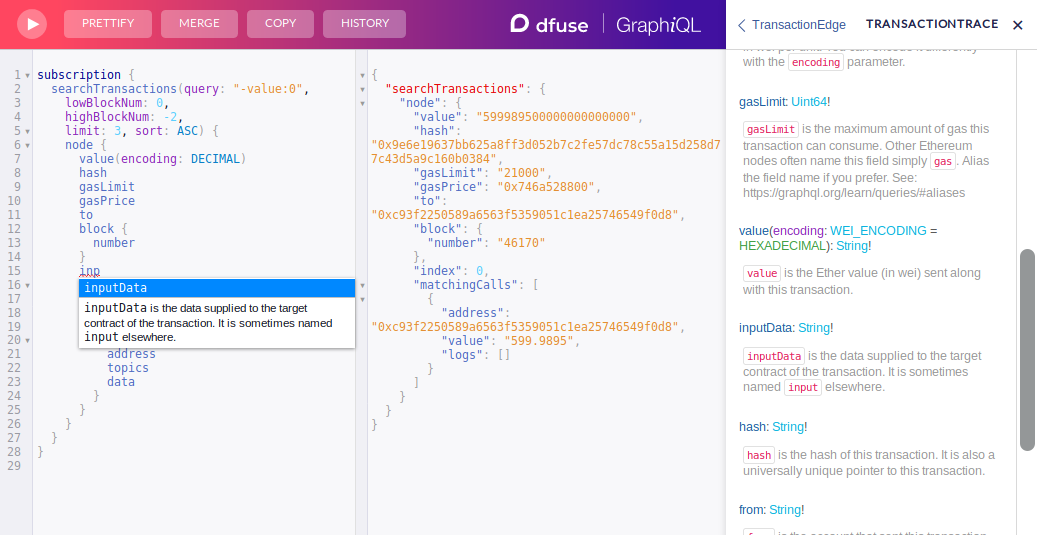 PRETTIFY
MERGE
COPY
HISTORY
dfuse
GraphiQL
TransactionEdge
TRANSACTIONTRACE
1 subscription {
2 searchTransactions(query: "-value:0",
3 lowBlockNum: 0,
4 highBlockNum: -2,
5 limit: 3, sort: ASC) {
6 node {
7 value(encoding: DECIMAL)
8 hash
9 gasLimit
10 gasPrice
11 to
12 block {
13 number
14 }
15 inp
16
17
18
19
20
inputData
inputData is the data supplied to the target
contract of the transaction. It is sometimes named
input elsewhere.
21 address
22 topics
23 data
24 }
25 }
26 }
27 }
28 }
29
{
"searchTransactions": {
"node": {
"value": "599989500000000000000",
"hash":
"0x9e6e19637bb625a8ff3d052b7c2fe57dc78c55a15d258d7
7c43d5a9c160b0384",
"gasLimit": "21000",
"gasPrice": "0x746a528800",
"to":
"0xc93f2250589a6563f5359051c1ea25746549f0d8",
"block": {
"number": "46170"
},
"index": 0,
"matchingCalls": [
{
"address":
"0xc93f2250589a6563f5359051c1ea25746549f0d8",
"value": "599.9895",
"logs": []
}
]
}
}
}
with the encoding parameter.
gasLimit: Uint64!
gasLimit is the maximum amount of gas this
transaction can consume. Other Ethereum
nodes often name this field simply gas. Alias
the field name if you prefer. See:
https://graphql.org/learn/queries/#aliases
value(encoding: WEI_ENCODING =
HEXADECIMAL): String!
value is the Ether value (in wei) sent along
with this transaction.
inputData: String!
inputData is the data supplied to the target
contract of the transaction. It is sometimes
named input elsewhere.
hash: String!
hash is the hash of this transaction. It is also a
universally unique pointer to this transaction.
from: String!
from is the account that sent this transaction